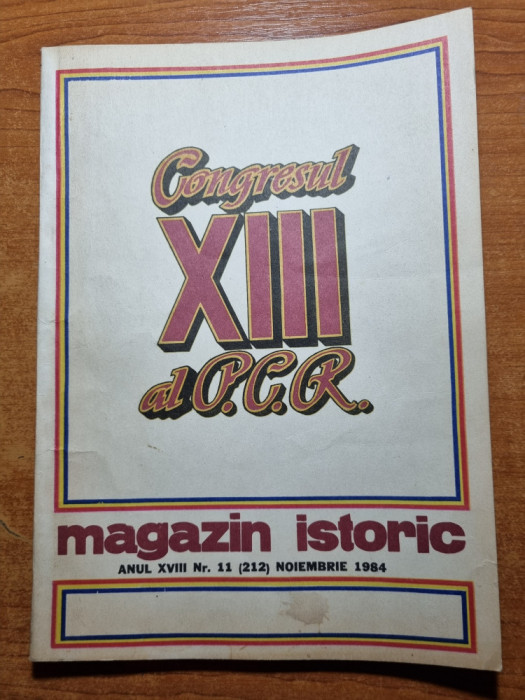 Congresul
XIII
al P.C.R.
magazin istoric
ANUL XVIII Nr. 11 (212) NOIEMBRIE 1984